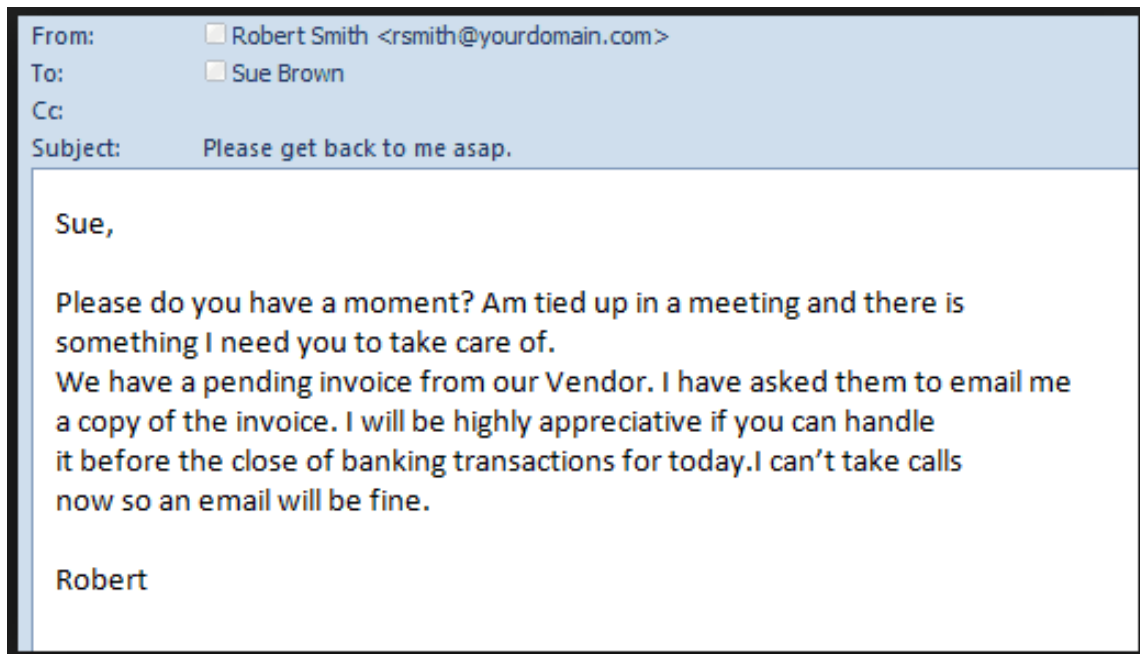 From: Robert Smith <rsmith@yourdomain.com>
To: Sue Brown
Cc:
Subject: Please get back to me asap.
Sue,
Please do you have a moment? Am tied up in a meeting and there is
something I need you to take care of.
We have a pending invoice from our Vendor. I have asked them to email me
a copy of the invoice. I will be highly appreciative if you can handle
it before the close of banking transactions for today.I can’t take calls
now so an email will be fine.
Robert